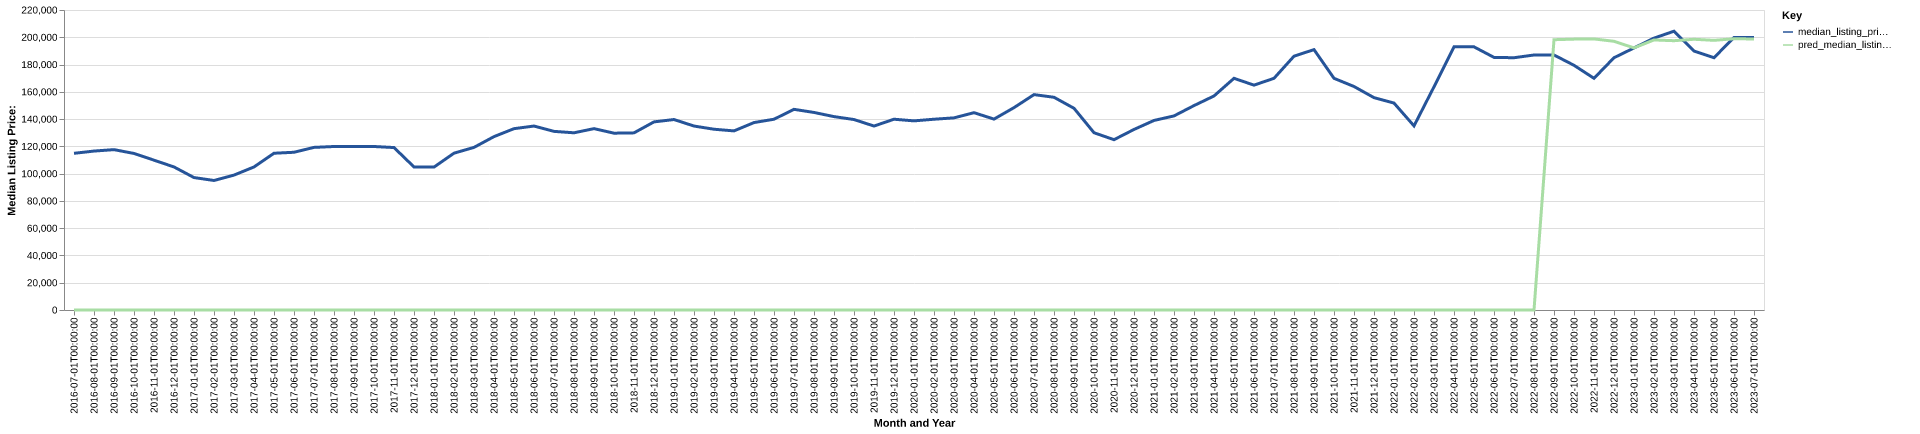 220,000
200,000
180,000
160,000
140,000
120,000
100,000
80,000
60,000
40,000
20,000
0
Median Listing Price:
2016-07-01T00:00:00
2016-08-01T00:00:00
2016-09-01T00:00:00
2016-10-01T00:00:00
2016-11-01T00:00:00
2016-12-01T00:00:00
2017-01-01T00:00:00
2017-02-01T00:00:00
2017-03-01T00:00:00
2017-04-01T00:00:00
2017-05-01T00:00:00
2017-06-01T00:00:00
2017-07-01T00:00:00
2017-08-01T00:00:00
2017-09-01T00:00:00
2017-10-01T00:00:00
2017-11-01T00:00:00
2017-12-01T00:00:00
2018-01-01T00:00:00
2018-02-01T00:00:00
2018-03-01T00:00:00
2018-04-01T00:00:00
2018-05-01T00:00:00
2018-06-01T00:00:00
2018-07-01T00:00:00
2018-08-01T00:00:00
2018-09-01T00:00:00
2018-10-01T00:00:00
2018-11-01T00:00:00
2018-12-01T00:00:00
2019-01-01T00:00:00
2019-02-01T00:00:00
2019-03-01T00:00:00
2019-04-01T00:00:00
2019-05-01T00:00:00
2019-06-01T00:00:00
2019-07-01T00:00:00
2019-08-01T00:00:00
2019-09-01T00:00:00
2019-10-01T00:00:00
2019-11-01T00:00:00
2019-12-01T00:00:00
2020-01-01T00:00:00
2020-02-01T00:00:00
2020-03-01T00:00:00
2020-04-01T00:00:00
2020-05-01T00:00:00
2020-06-01T00:00:00
2020-07-01T00:00:00
2020-08-01T00:00:00
2020-09-01T00:00:00
2020-10-01T00:00:00
2020-11-01T00:00:00
2020-12-01T00:00:00
2021-01-01T00:00:00
2021-02-01T00:00:00
2021-03-01T00:00:00
2021-04-01T00:00:00
2021-05-01T00:00:00
2021-06-01T00:00:00
2021-07-01T00:00:00
2021-08-01T00:00:00
2021-09-01T00:00:00
2021-10-01T00:00:00
2021-11-01T00:00:00
2021-12-01T00:00:00
2022-01-01T00:00:00
2022-02-01T00:00:00
2022-03-01T00:00:00
2022-04-01T00:00:00
2022-05-01T00:00:00
2022-06-01T00:00:00
2022-07-01T00:00:00
2022-08-01T00:00:00
2022-09-01T00:00:00
2022-10-01T00:00:00
2022-11-01T00:00:00
2022-12-01T00:00:00
2023-01-01T00:00:00
2023-02-01T00:00:00
2023-03-01T00:00:00
2023-04-01T00:00:00
2023-05-01T00:00:00
2023-06-01T00:00:00
2023-07-01T00:00:00
Month and Year
Key
median_listing_pri…
pred_median_listin…